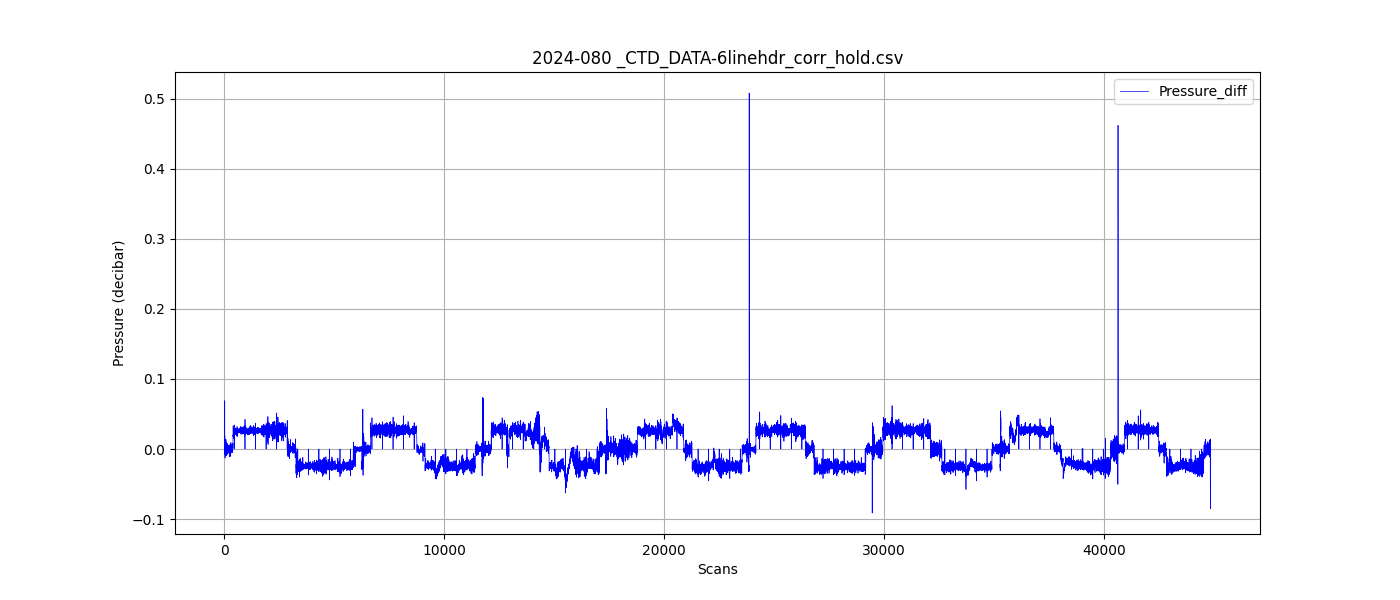 2024-080 _CTD_DATA-6linehdr_corr_hold.csv
Pressure_diff
0.5
0.4
0.3
0.2
0.1
0.0
−0.1
Pressure (decibar)
0 10000 20000 30000 40000
Scans